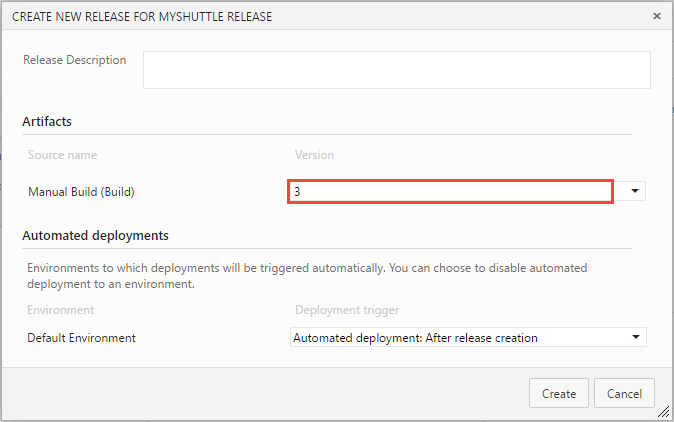 CREATE NEW RELEASE FOR MYSHUTTLE RELEASE
Release Description
Artifacts
Source name Version
Manual Build (Build) 3
Automated deployments
Environments to which deployments will be triggered automatically. You can choose to disable automated
deployment to an environment.
Environment Deployment trigger
Default Environment Automated deployment: After release creation
Create Cancel